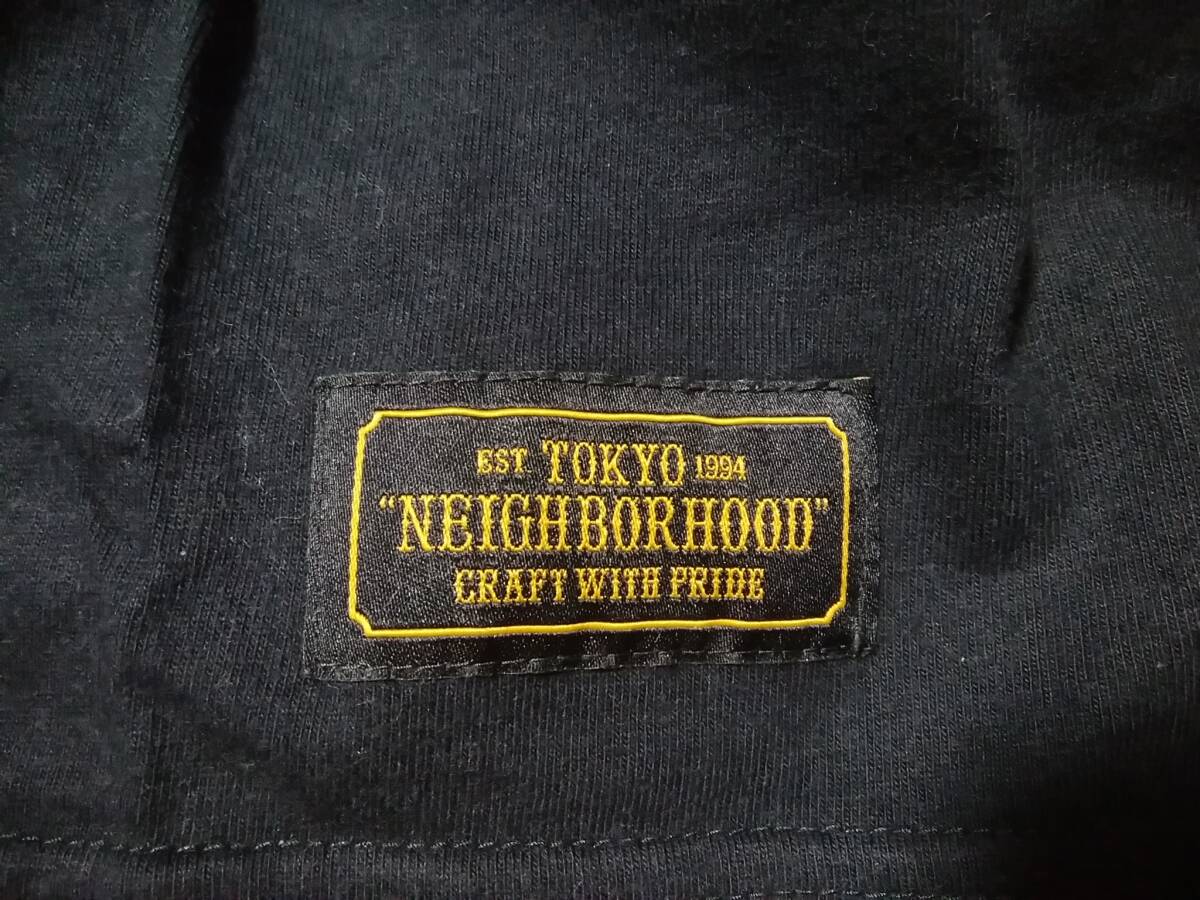 EST TOKYO 1994
“NEIGHBORHOOD”
CRAFT WITH PRIDE